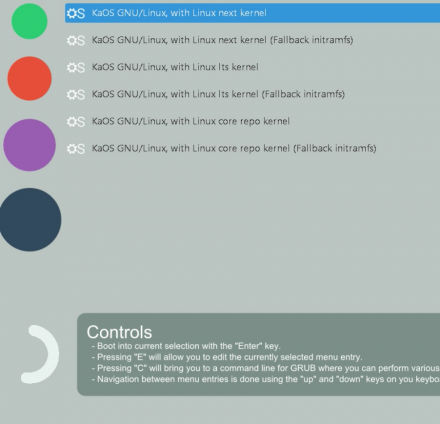 KaOS GNU/Linux, with Linux next kernel
KaOS GNU/Linux, with Linux next kernel (Fallback initramfs)
KaOS GNU/Linux, with Linux lts kernel
KaOS GNU/Linux, with Linux lts kernel (Fallback initramfs)
KaOS GNU/Linux, with Linux core repo kernel
KaOS GNU/Linux, with Linux core repo kernel (Fallback initramfs)
Controls
- Boot into current selection with the "Enter" key.
- Pressing "E" will allow you to edit the currently selected menu entry.
- Pressing "C" will bring you to a command line for GRUB where you can perform various
- Navigation between menu entries is done using the "up" and "down" keys on you keybo